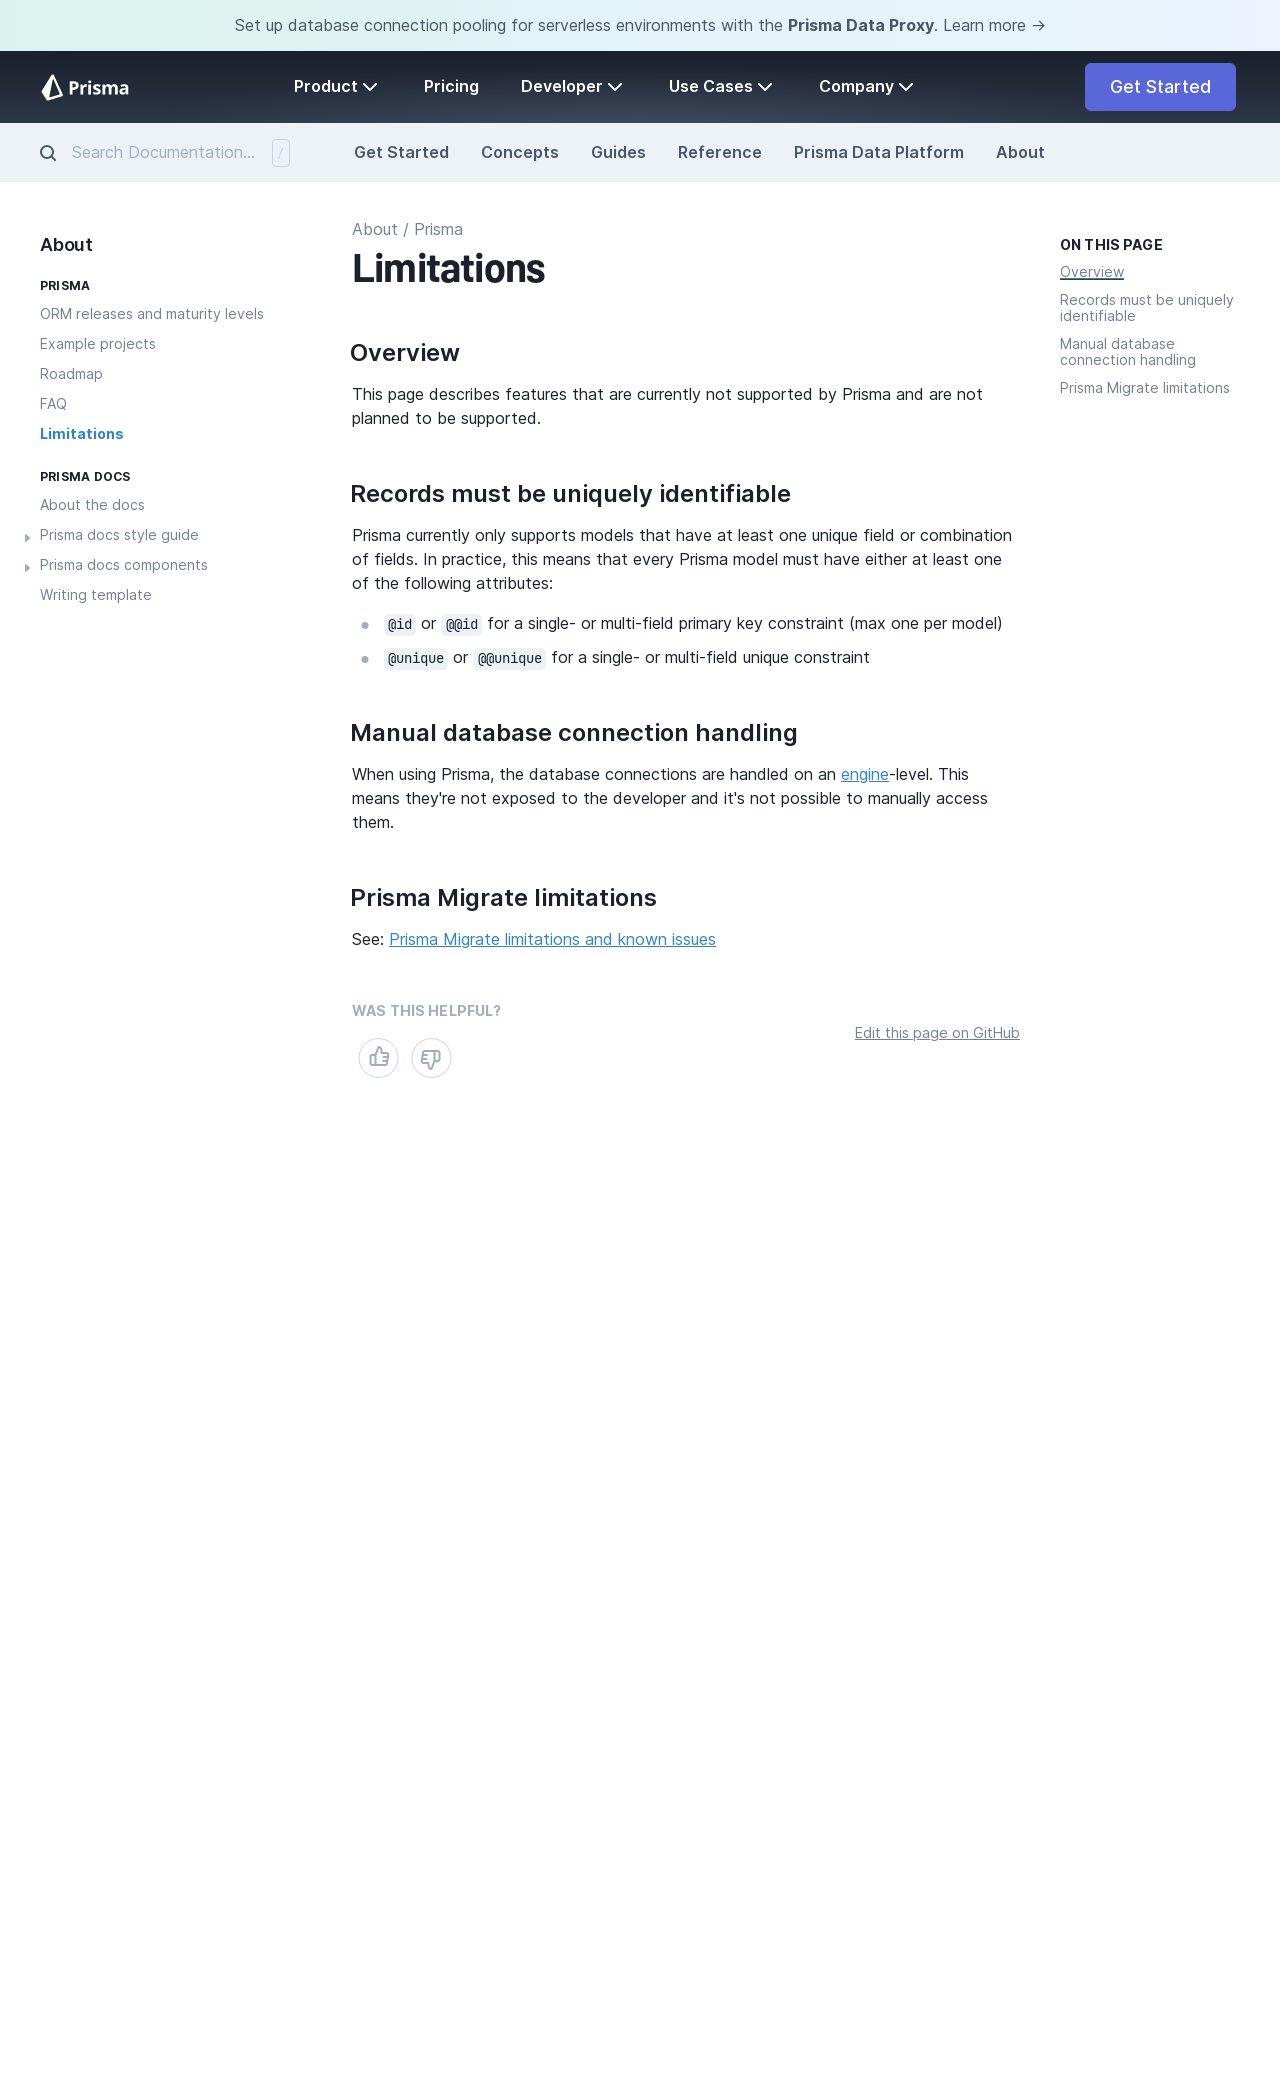 Set up database connection pooling for serverless environments with the Prisma Data Proxy. Learn more →
Prisma
Product
Pricing
Developer
Use Cases
Company
Get Started
Search Documentation...
/
Get Started
Concepts
Guides
Reference
Prisma Data Platform
About
About
PRISMA
ORM releases and maturity levels
Example projects
Roadmap
FAQ
Limitations
PRISMA DOCS
About the docs
Prisma docs style guide
Prisma docs components
Writing template
About / Prisma
Limitations
Overview
This page describes features that are currently not supported by Prisma and are not
planned to be supported.
Records must be uniquely identifiable
Prisma currently only supports models that have at least one unique field or combination
of fields. In practice, this means that every Prisma model must have either at least one
of the following attributes:
@id or @@id for a single- or multi-field primary key constraint (max one per model)
@unique or @@unique for a single- or multi-field unique constraint
Manual database connection handling
When using Prisma, the database connections are handled on an engine-level. This
means they're not exposed to the developer and it's not possible to manually access
them.
Prisma Migrate limitations
See: Prisma Migrate limitations and known issues
WAS THIS HELPFUL?
Edit this page on GitHub
ON THIS PAGE
Overview
Records must be uniquely
identifiable
Manual database
connection handling
Prisma Migrate limitations